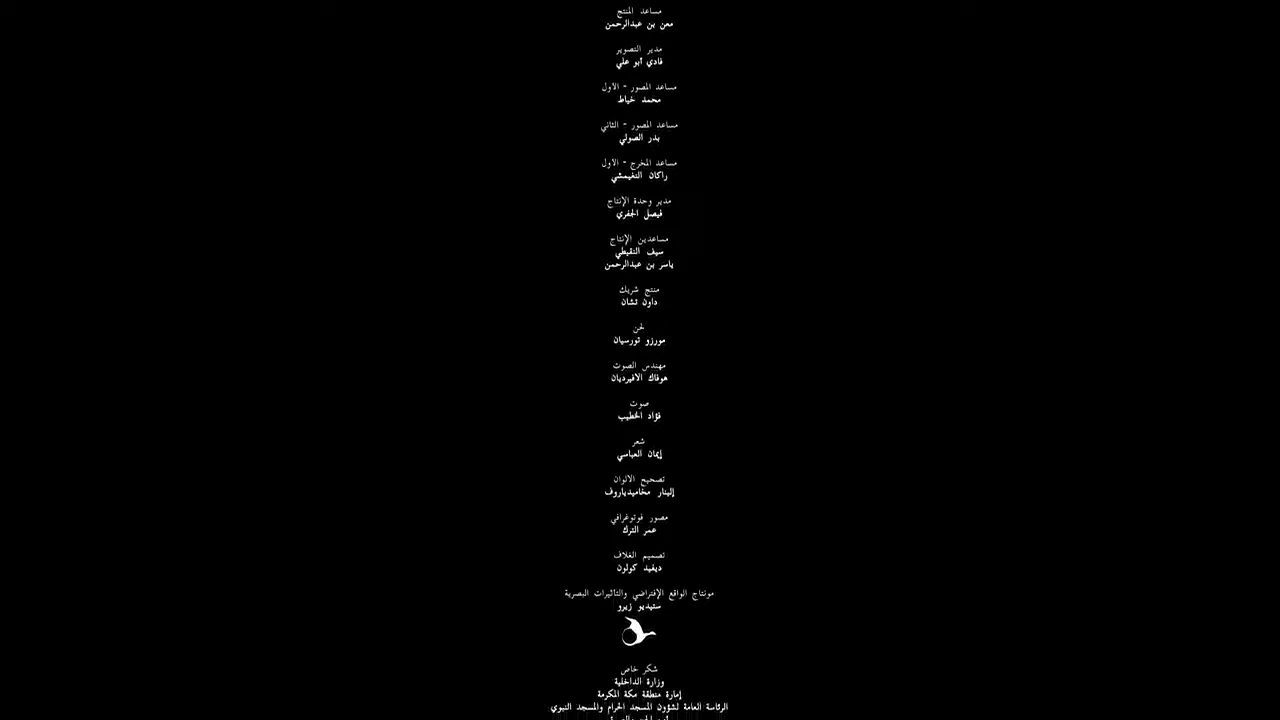 مساعد المنتج
معن بن عبدالرحمن
مدير التصوير
فادي أبو علي
مساعد المصور - الأول
محمد خياط
مساعد المصور - الثاني
بدر الصولي
مساعد المخرج - الأول
راكان النغيمشي
مدير وحدة الإنتاج
فيصل الجفري
مساعدين الإنتاج
سيف النقيطي
ياسر بن عبدالرحمن
منتج شريك
داون تشان
لحن
مورزو تورسيان
مهندس الصوت
هوفاك الافيرديان
صوت
فؤاد الخطيب
شعر
إيمان العباسي
تصحيح الالوان
إلينار مخاميدياروف
مصور فوتوغرافي
عمر الترك
تصميم الغلاف
ديفيد كولون
مونتاج الواقع الإفتراضي والتأثيرات البصرية
ستيديو زيرو
شكر خاص
وزارة الداخلية
إمارة منطقة مكة المكرمة
الرئاسة العامة لشؤون المسجد الحرام والمسجد النبوي